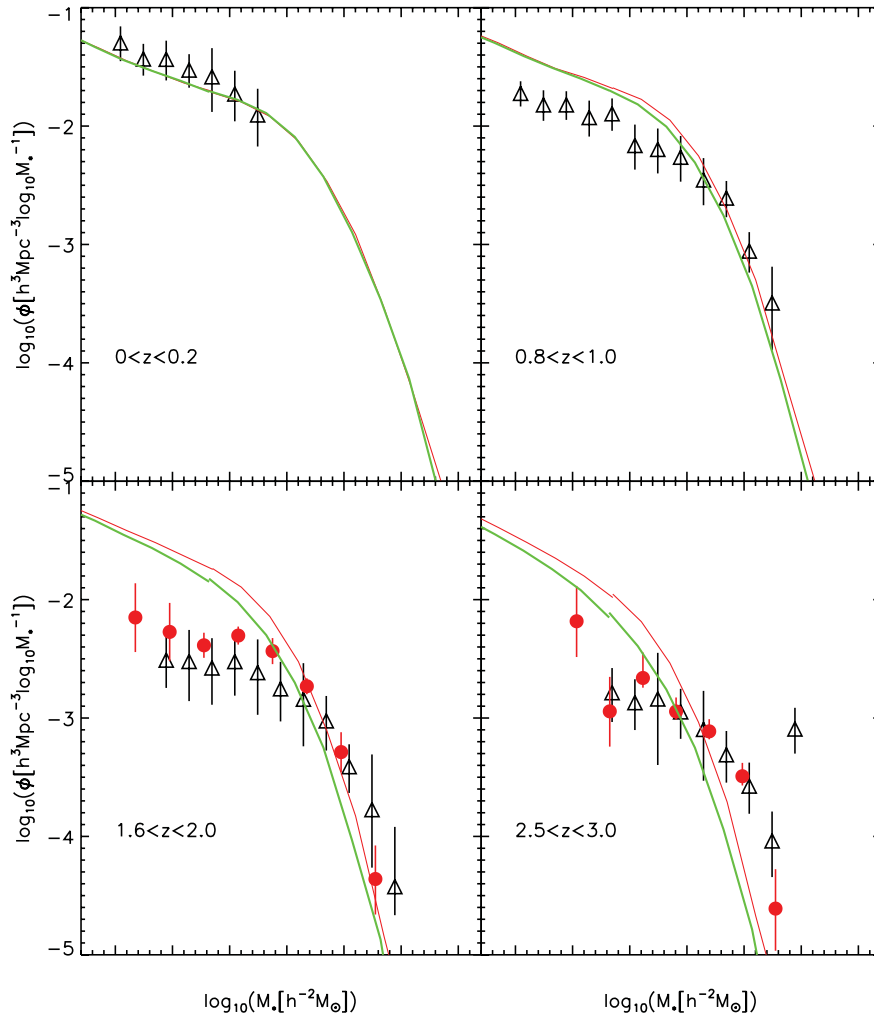 −1
−2
−3
−4
−5
log₁₀(ϕ[h³Mpc⁻³log₁₀M⋆⁻¹])
0<z<0.2
0.8<z<1.0
−1
−2
−3
−4
−5
log₁₀(ϕ[h³Mpc⁻³log₁₀M⋆⁻¹])
1.6<z<2.0
2.5<z<3.0
log₁₀(M⋆[h⁻²M☉])
log₁₀(M⋆[h⁻²M☉])